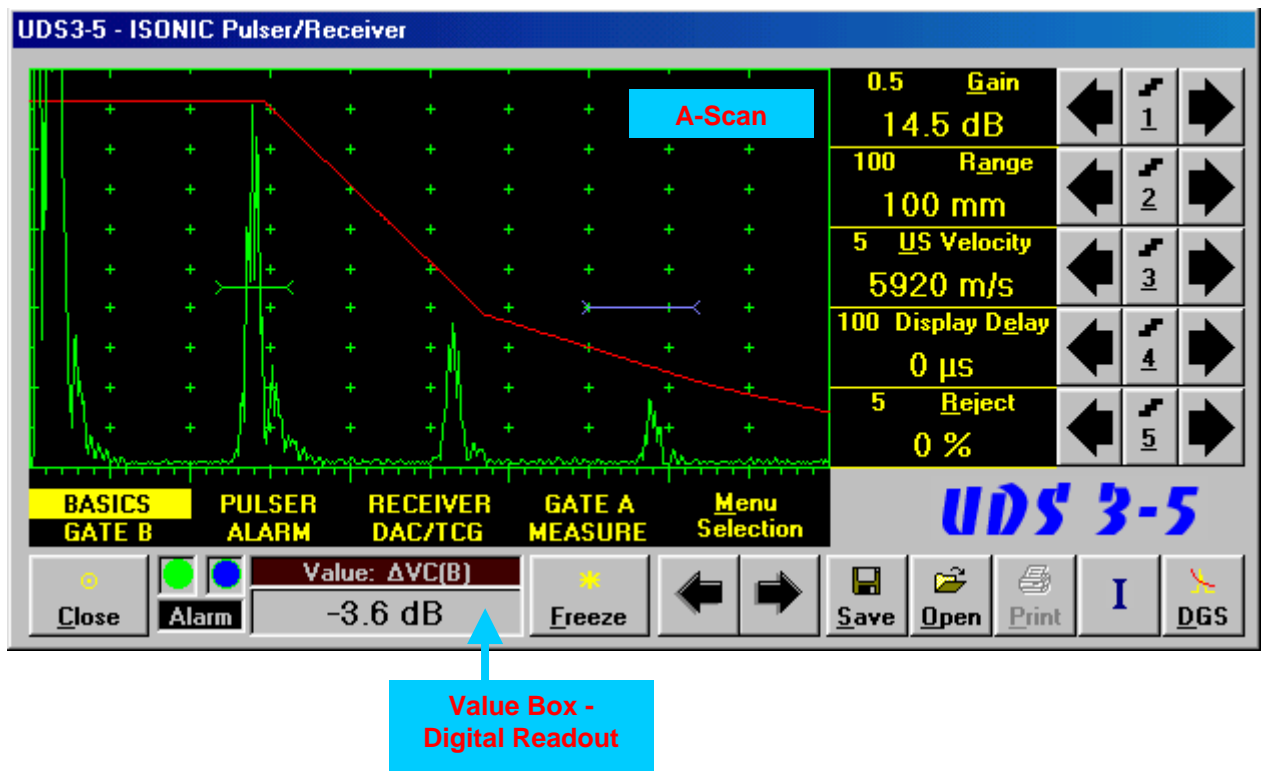 UDS3-5 - ISONIC Pulser/Receiver
A-Scan
0.5 Gain
14.5 dB
1
100 Range
100 mm
2
5 US Velocity
5920 m/s
3
100 Display Delay
0 µs
4
5 Reject
0 %
5
BASICS PULSER RECEIVER GATE A Menu
GATE B ALARM DAC/TCG MEASURE Selection
UDS 3-5
Close
Alarm
Value: ΔVC(B)
-3.6 dB
Freeze
Save
Open
Print
I
DGS
Value Box -
Digital Readout